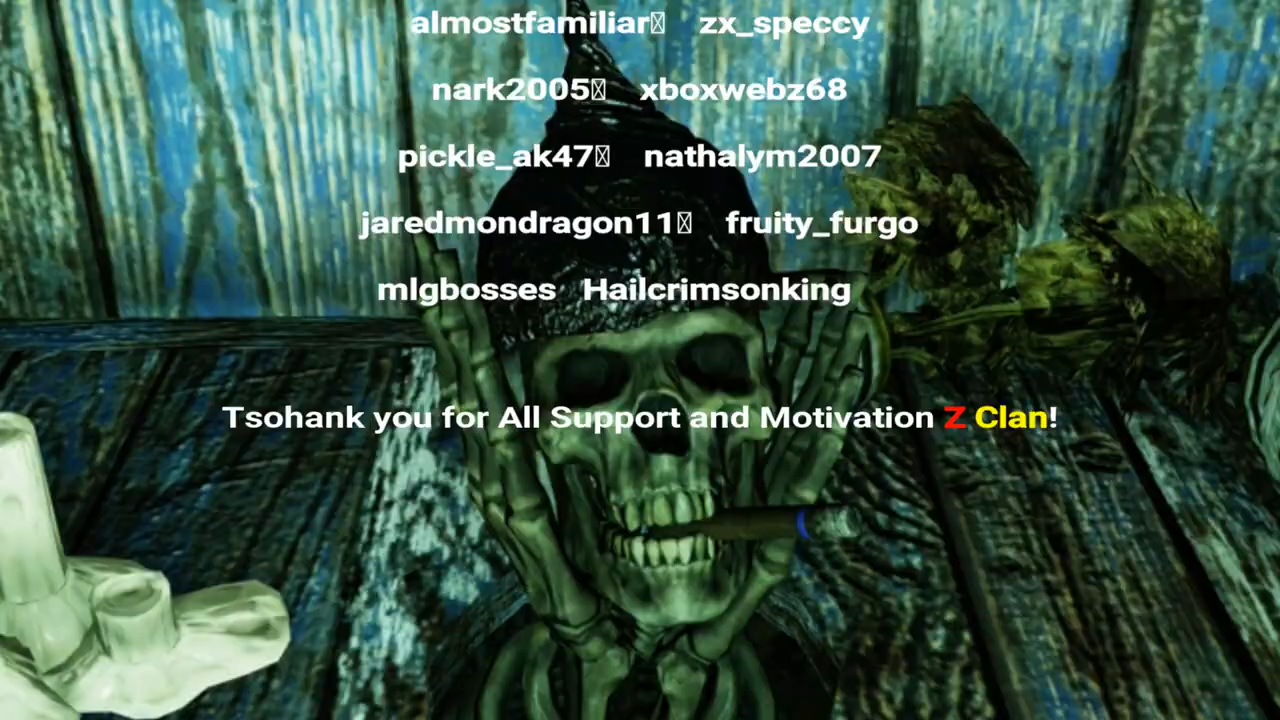 almostfamiliar zx_speccy
nark2005 xboxwebz68
pickle_ak47 nathalym2007
jaredmondragon11 fruity_furgo
mlgbosses Hailcrimsonking
Tsohank you for All Support and Motivation Z Clan!